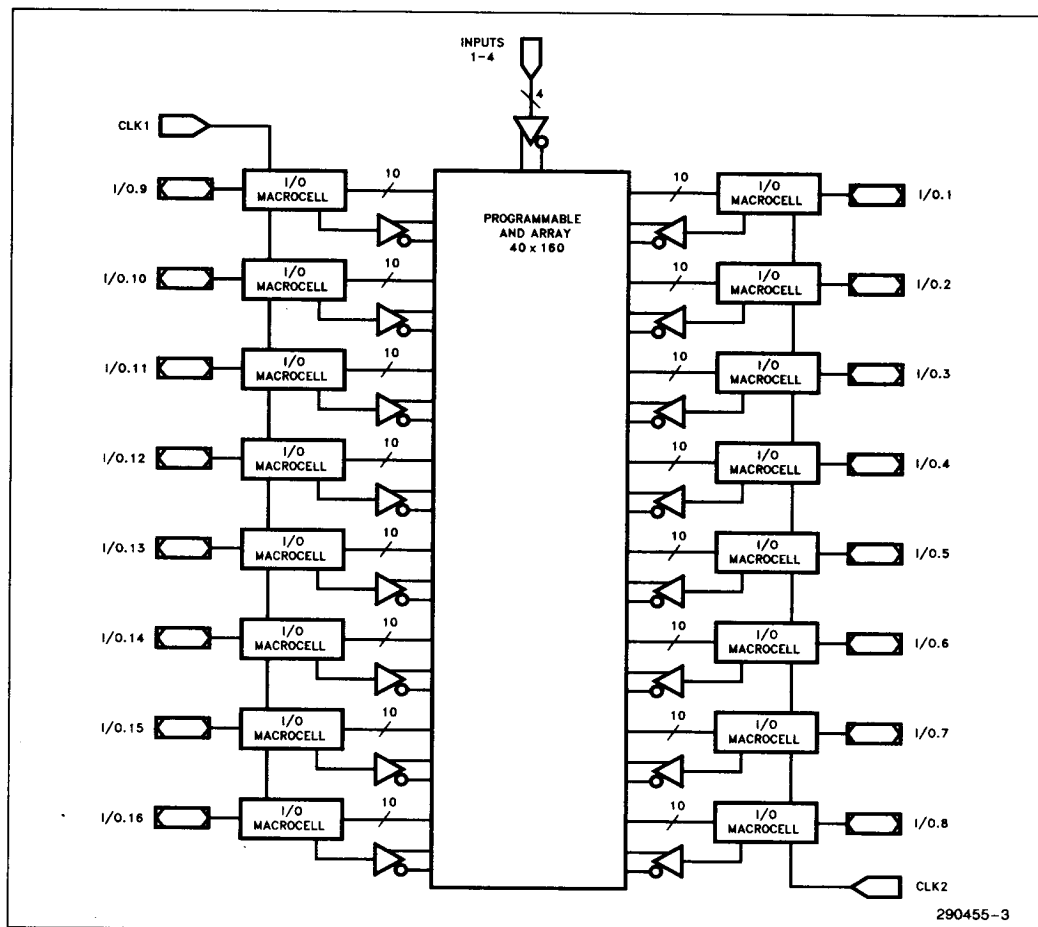 INPUTS
1-4
4
CLK1
I/O.9
I/O
MACROCELL
10
PROGRAMMABLE
AND ARRAY
40 x 160
10
I/O
MACROCELL
I/O.1
I/O.10
I/O
MACROCELL
10
10
I/O
MACROCELL
I/O.2
I/O.11
I/O
MACROCELL
10
10
I/O
MACROCELL
I/O.3
I/O.12
I/O
MACROCELL
10
10
I/O
MACROCELL
I/O.4
I/O.13
I/O
MACROCELL
10
10
I/O
MACROCELL
I/O.5
I/O.14
I/O
MACROCELL
10
10
I/O
MACROCELL
I/O.6
I/O.15
I/O
MACROCELL
10
10
I/O
MACROCELL
I/O.7
I/O.16
I/O
MACROCELL
10
10
I/O
MACROCELL
I/O.8
CLK2
290455-3